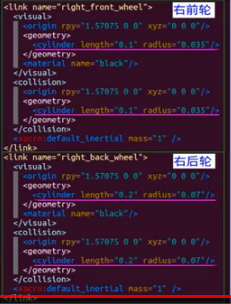 <link name="right_front_wheel"> 右前轮
<visual>
<origin rpy="1.57075 0 0" xyz="0 0 0"/>
<geometry>
<cylinder length="0.1" radius="0.035"/>
</geometry>
<material name="black"/>
</visual>
<collision>
<origin rpy="1.57075 0 0" xyz="0 0 0"/>
<geometry>
<cylinder length="0.1" radius="0.035"/>
</geometry>
</collision>
<xacro:default_inertial mass="1" />
</link>
<link name="right_back_wheel"> 右后轮
<visual>
<origin rpy="1.57075 0 0" xyz="0 0 0"/>
<geometry>
<cylinder length="0.2" radius="0.07"/>
</geometry>
<material name="black"/>
</visual>
<collision>
<origin rpy="1.57075 0 0" xyz="0 0 0"/>
<geometry>
<cylinder length="0.2" radius="0.07"/>
</geometry>
</collision>
<xacro:default_inertial mass="1" />
</link>